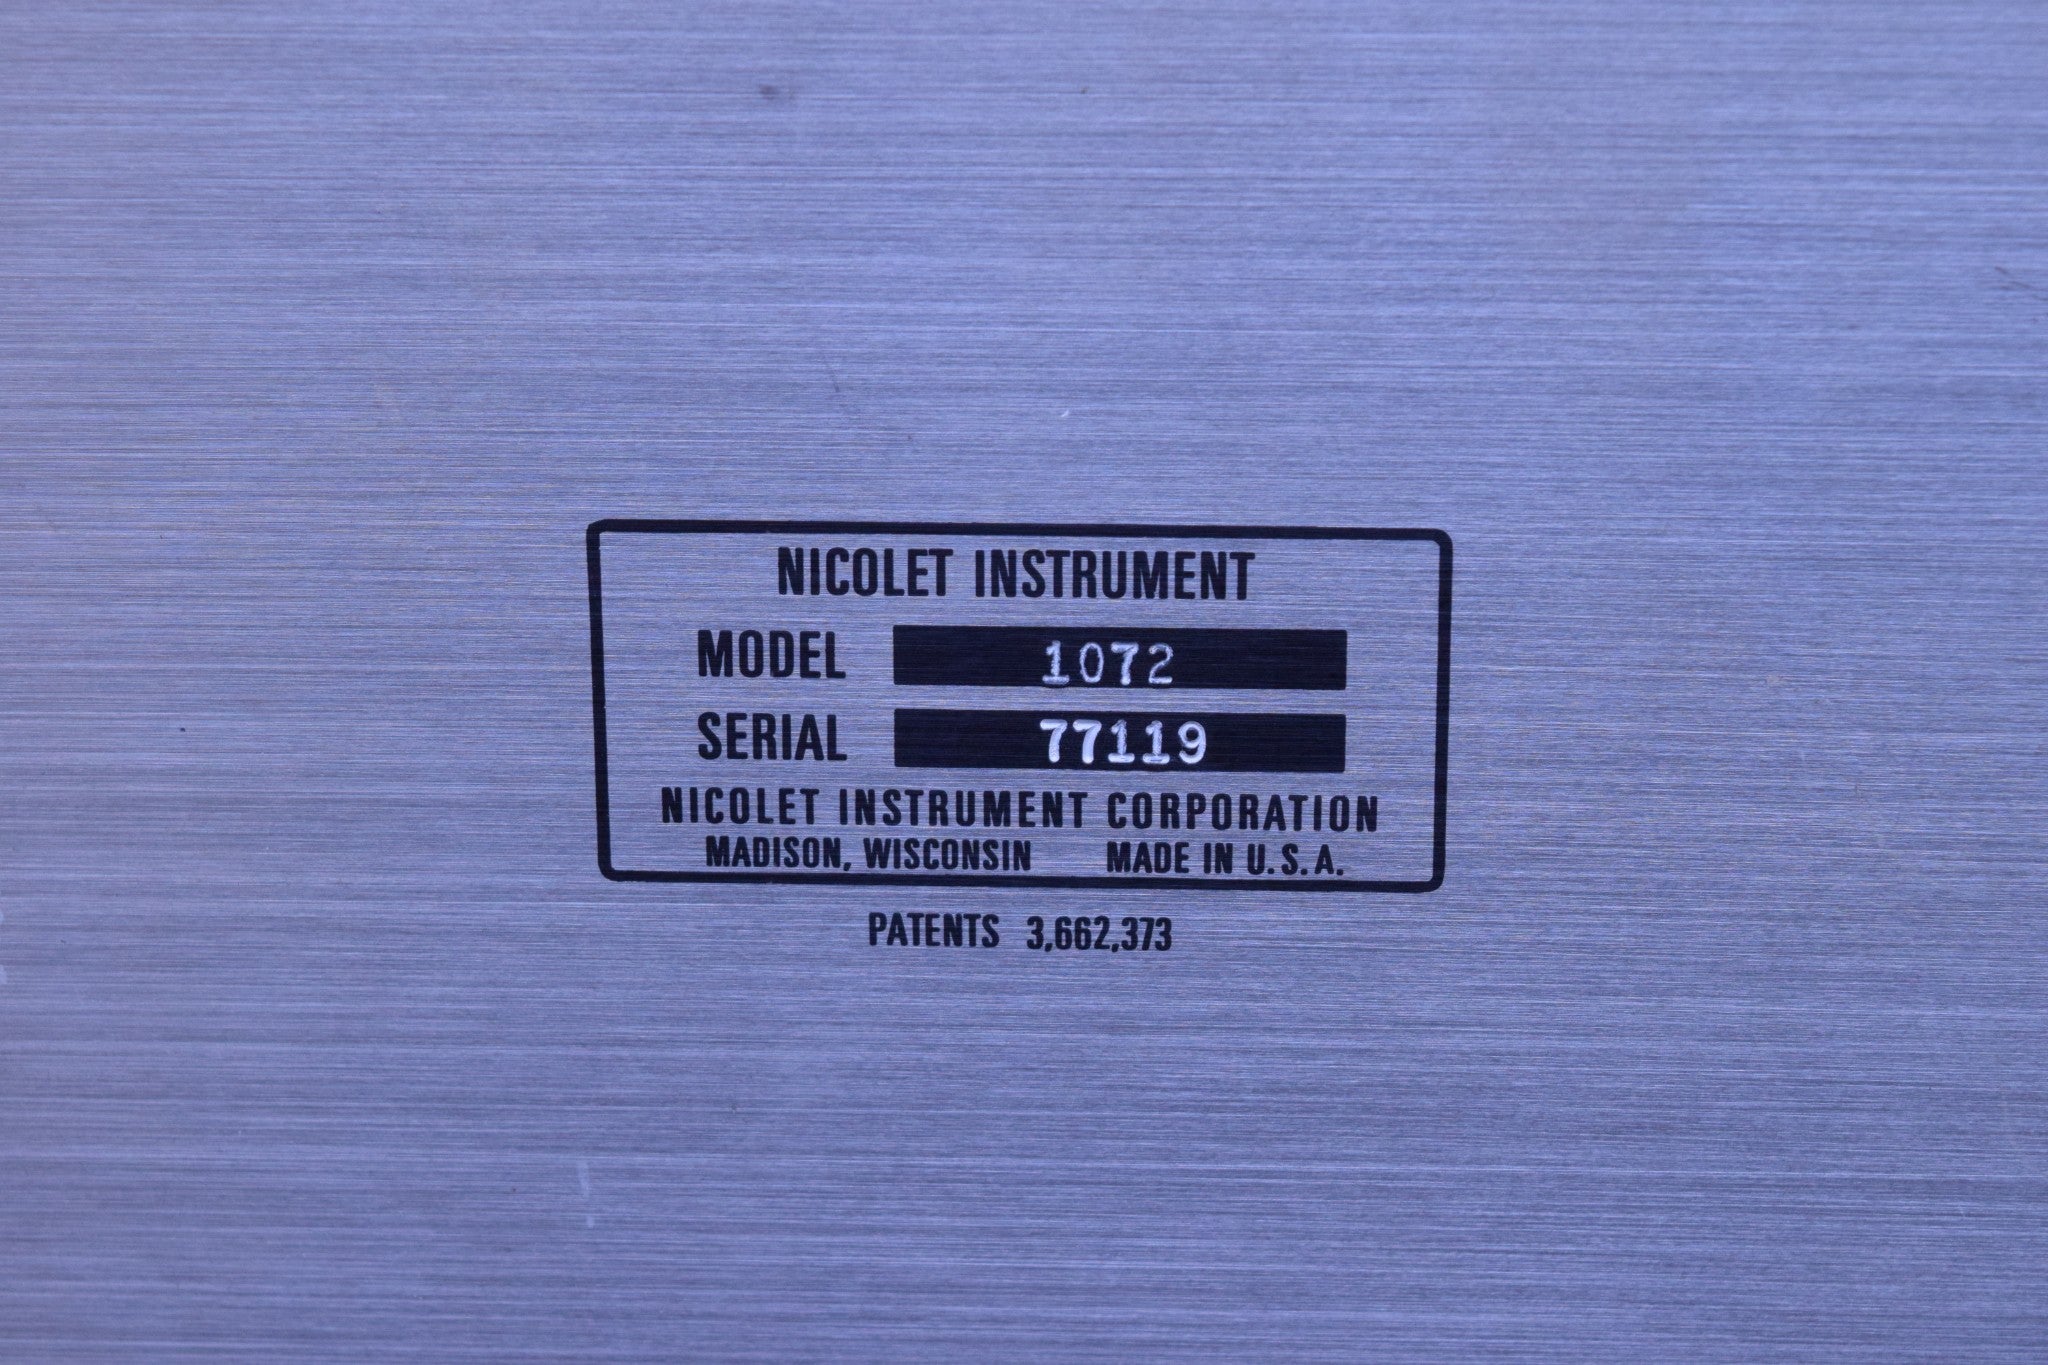 NICOLET INSTRUMENT
MODEL 1072
SERIAL 77119
NICOLET INSTRUMENT CORPORATION
MADISON, WISCONSIN MADE IN U.S.A.
PATENTS 3,662,373